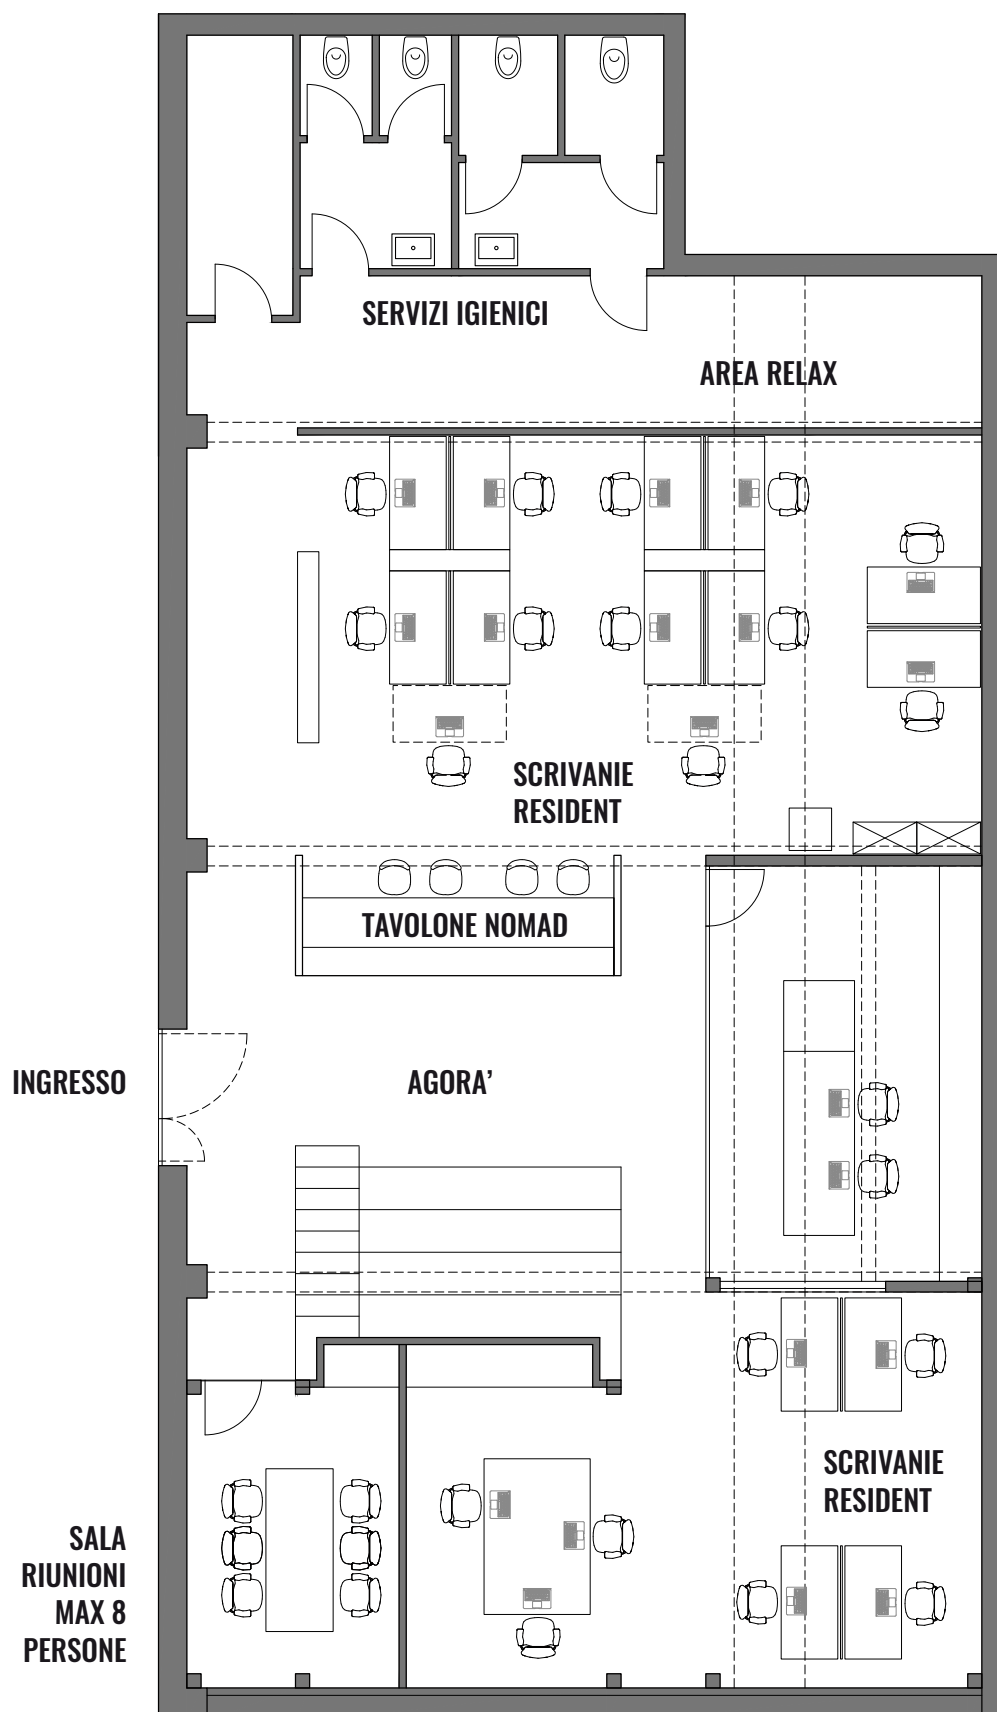 SERVIZI IGIENICI
AREA RELAX
SCRIVANIE
RESIDENT
TAVOLONE NOMAD
INGRESSO
AGORA’
SCRIVANIE
RESIDENT
SALA
RIUNIONI
MAX 8
PERSONE